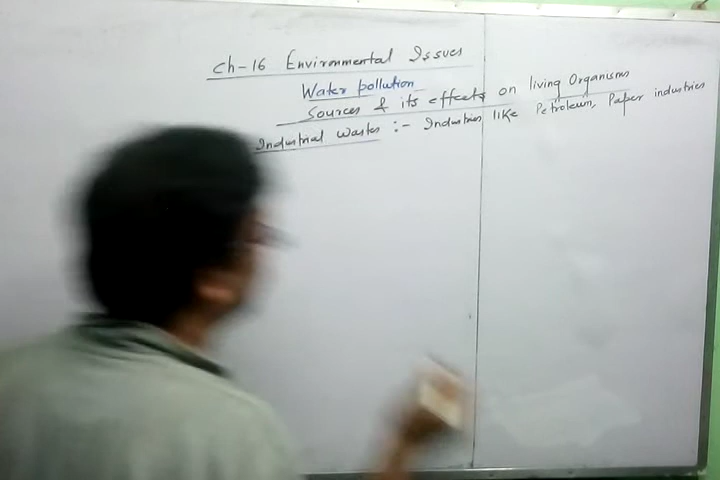 Ch-16 Environmental Issues
Water pollution
Sources & its effects on living Organisms
Industrial Wastes :- Industries like Petroleum, Paper industries